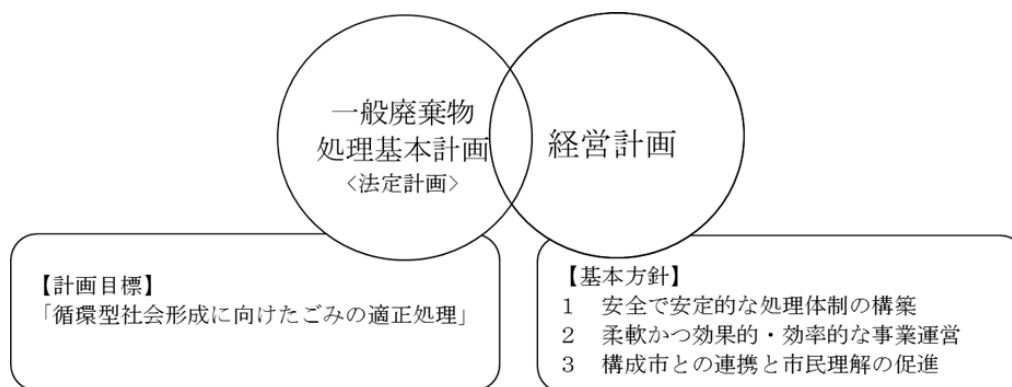 一般廃棄物
処理基本計画
<法定計画>
経営計画
【計画目標】
「循環型社会形成に向けたごみの適正処理」
【基本方針】
1 安全で安定的な処理体制の構築
2 柔軟かつ効果的・効率的な事業運営
3 構成市との連携と市民理解の促進